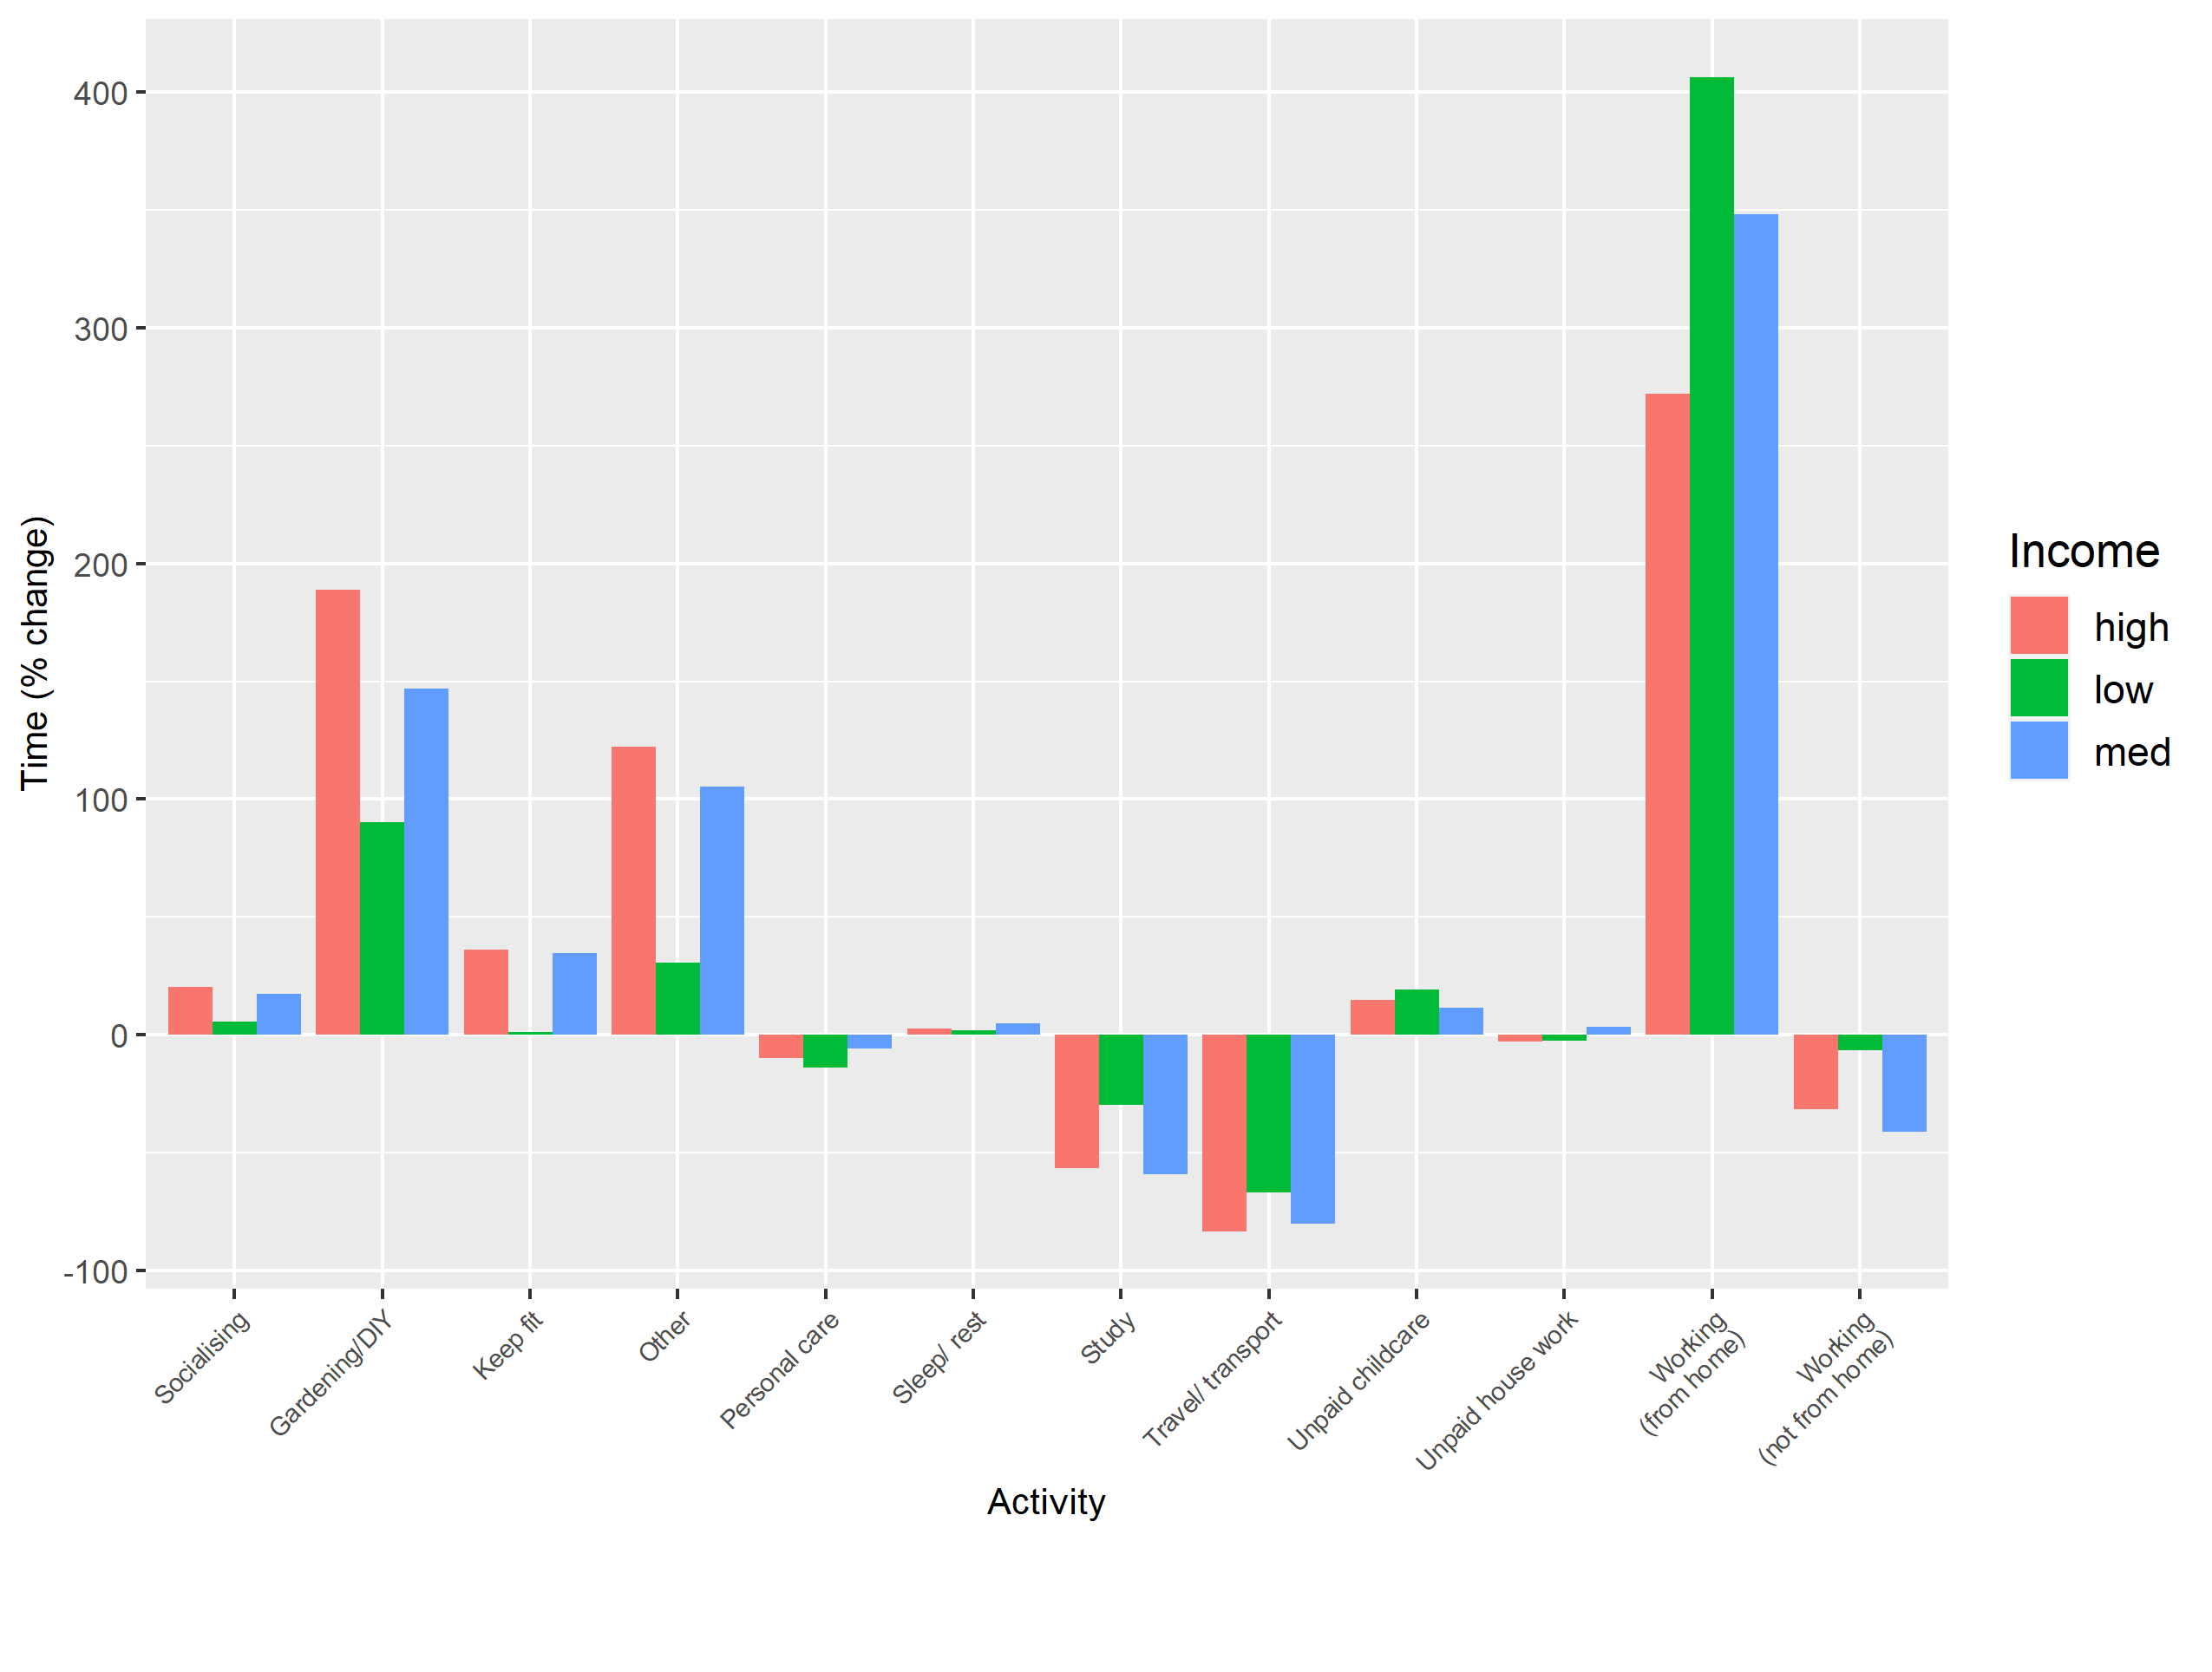 400
300
200
100
0
-100
Time (% change)
Socialising
Gardening/DIY
Keep fit
Other
Personal care
Sleep/ rest
Study
Travel/ transport
Unpaid childcare
Unpaid house work
Working
(from home)
Working
(not from home)
Activity
Income
high
low
med